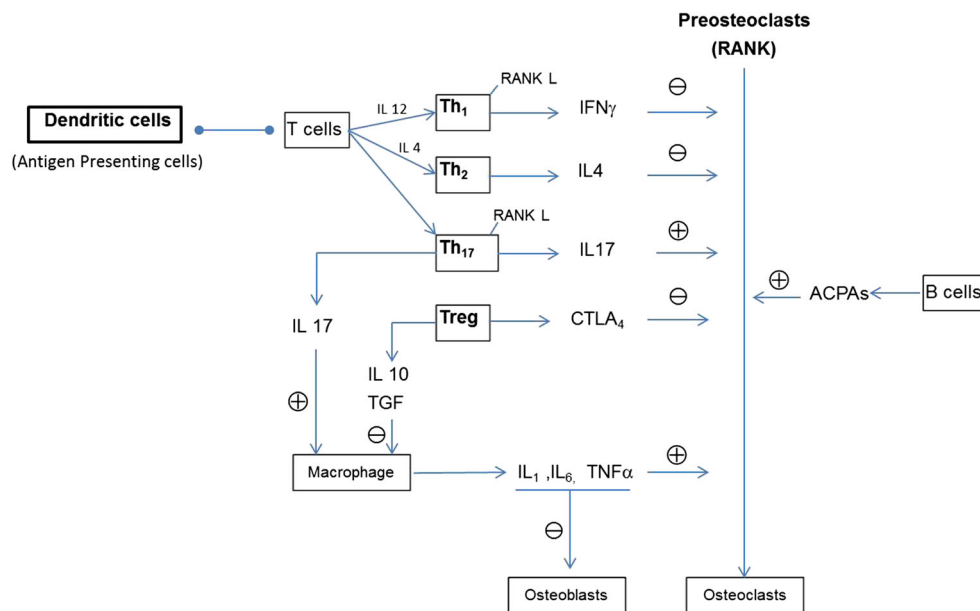 Preosteoclasts
(RANK)
RANK L
Dendritic cells
(Antigen Presenting cells)
T cells
IL 12
Th₁
IFNγ
⊖
IL 4
Th₂
IL4
⊖
RANK L
Th₁₇
IL17
⊕
IL 17
⊕
Treg
CTLA₄
⊖
⊕
ACPAs
B cells
IL 10
TGF
⊖
Macrophage
IL₁ ,IL₆, TNFα
⊕
⊖
Osteoblasts
Osteoclasts